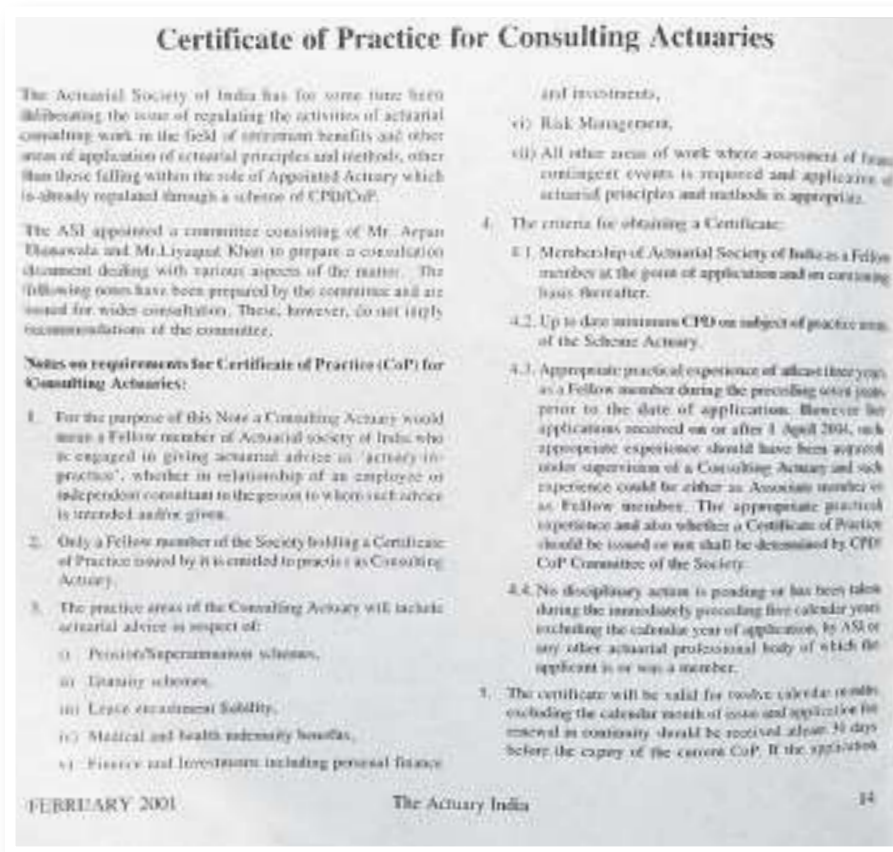 Certificate of Practice for Consulting Actuaries
The Actuarial Society of India has for some time been
deliberating the issue of regulating the activities of actuarial
consulting work in the field of retirement benefits and other
areas of application of actuarial principles and methods, other
than those falling within the role of Appointed Actuary which
is already regulated through a scheme of CPD/CoP.
The ASI appointed a committee consisting of Mr. Arpan
Thanawala and Mr.Liyaquat Khan to prepare a consultation
document dealing with various aspects of the matter. The
following notes have been prepared by the committee and are
issued for wider consultation. These, however, do not imply
recommendations of the committee.
Notes on requirements for Certificate of Practice (CoP) for
Consulting Actuaries:
1. For the purpose of this Note a Consulting Actuary would
mean a Fellow member of Actuarial society of India who
is engaged in giving actuarial advice as 'actuary-in-
practice', whether in relationship of an employee or
independent consultant to the person to whom such advice
is intended and/or given.
2. Only a Fellow member of the Society holding a Certificate
of Practice issued by it is entitled to practise as Consulting
Actuary.
3. The practice areas of the Consulting Actuary will include
actuarial advice in respect of:
i) Pension/Superannuation schemes,
ii) Gratuity schemes,
iii) Leave encashment liability,
iv) Medical and health indemnity benefits,
v) Finance and Investments including personal finance
and investments,
vi) Risk Management,
vii) All other areas of work where assessment of
contingent events is required and application of
actuarial principles and methods is appropriate.
4. The criteria for obtaining a Certificate:
4.1. Membership of Actuarial Society of India as a Fellow
member at the point of application and on continuing
basis thereafter.
4.2. Up to date minimum CPD on subject of practice areas
of the Scheme Actuary.
4.3. Appropriate practical experience of atleast three years
as a Fellow member during the preceding seven years
prior to the date of application. However for
applications received on or after 1 April 2004, such
appropriate experience should have been acquired
under supervision of a Consulting Actuary and such
experience could be either as Associate member or
as Fellow member. The appropriate practical
experience and also whether a Certificate of Practice
should be issued or not shall be determined by CPD/
CoP Committee of the Society.
4.4. No disciplinary action is pending or has been taken
during the immediately preceding five calendar years
excluding the calendar year of application, by ASI or
any other actuarial professional body of which the
applicant is or was a member.
5. The certificate will be valid for twelve calendar months
excluding the calendar month of issue and application for
renewal in continuity should be received atleast 30 days
before the expiry of the current CoP. If the application
FEBRUARY 2001
The Actuary India
14